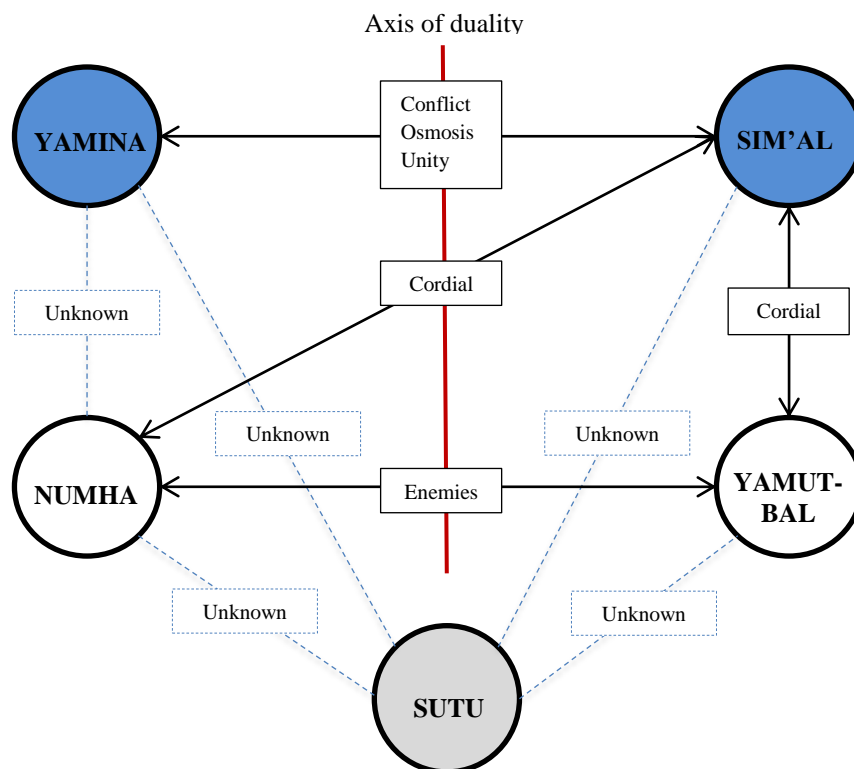 Axis of duality
Conflict
Osmosis
Unity
YAMINA
SIM’AL
Cordial
Unknown
Cordial
Unknown
Unknown
NUMHA
Enemies
YAMUT-
BAL
Unknown
Unknown
SUTU